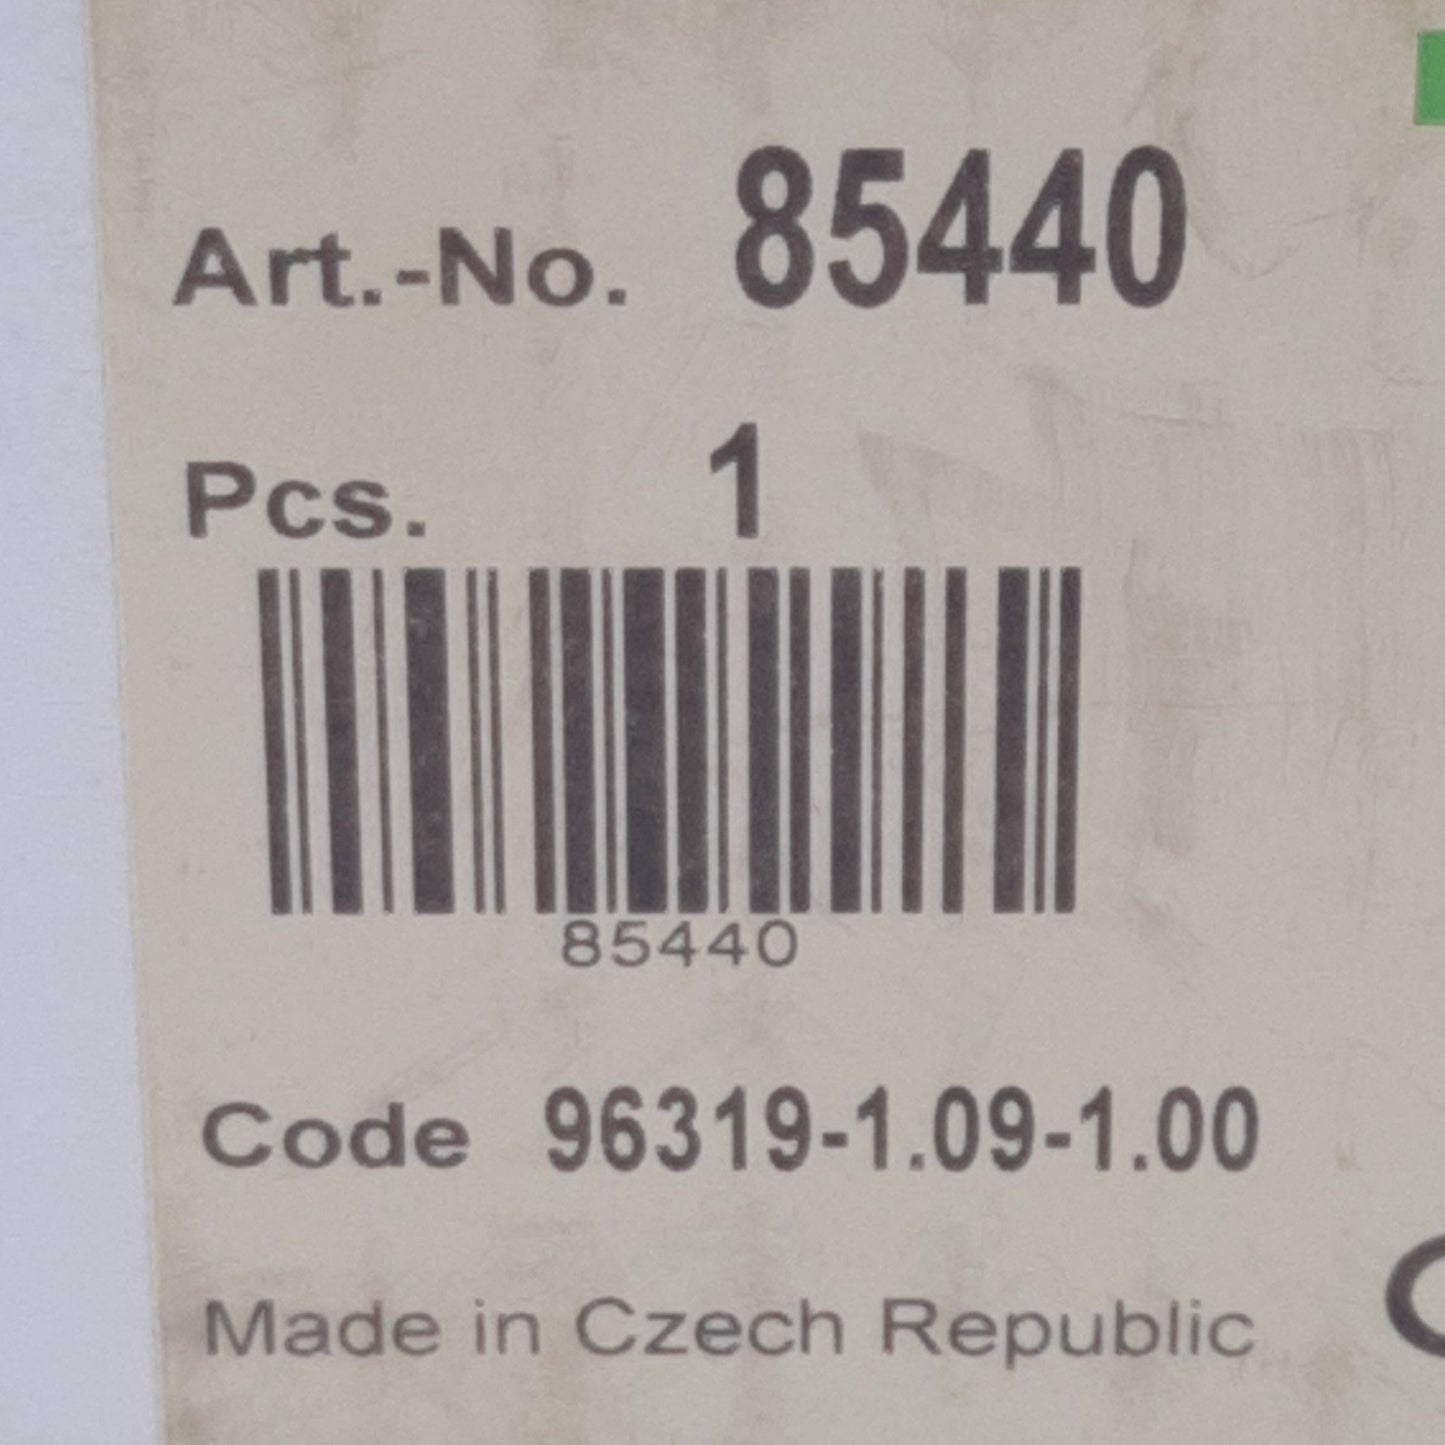 Art.-No. 85440
Pcs. 1
85440
Code 96319-1.09-1.00
Made in Czech Republic